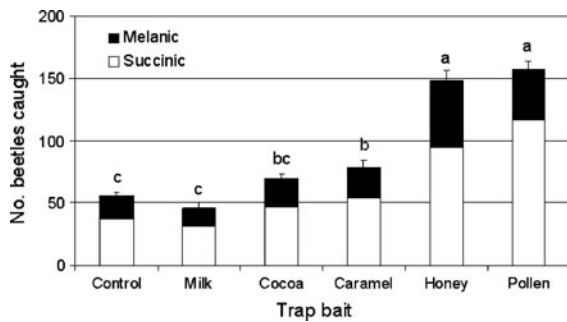 200
150
100
50
0
No. beetles caught
Melanic
Succinic
c
c
bc
b
a
a
Control Milk Cocoa Caramel Honey Pollen
Trap bait